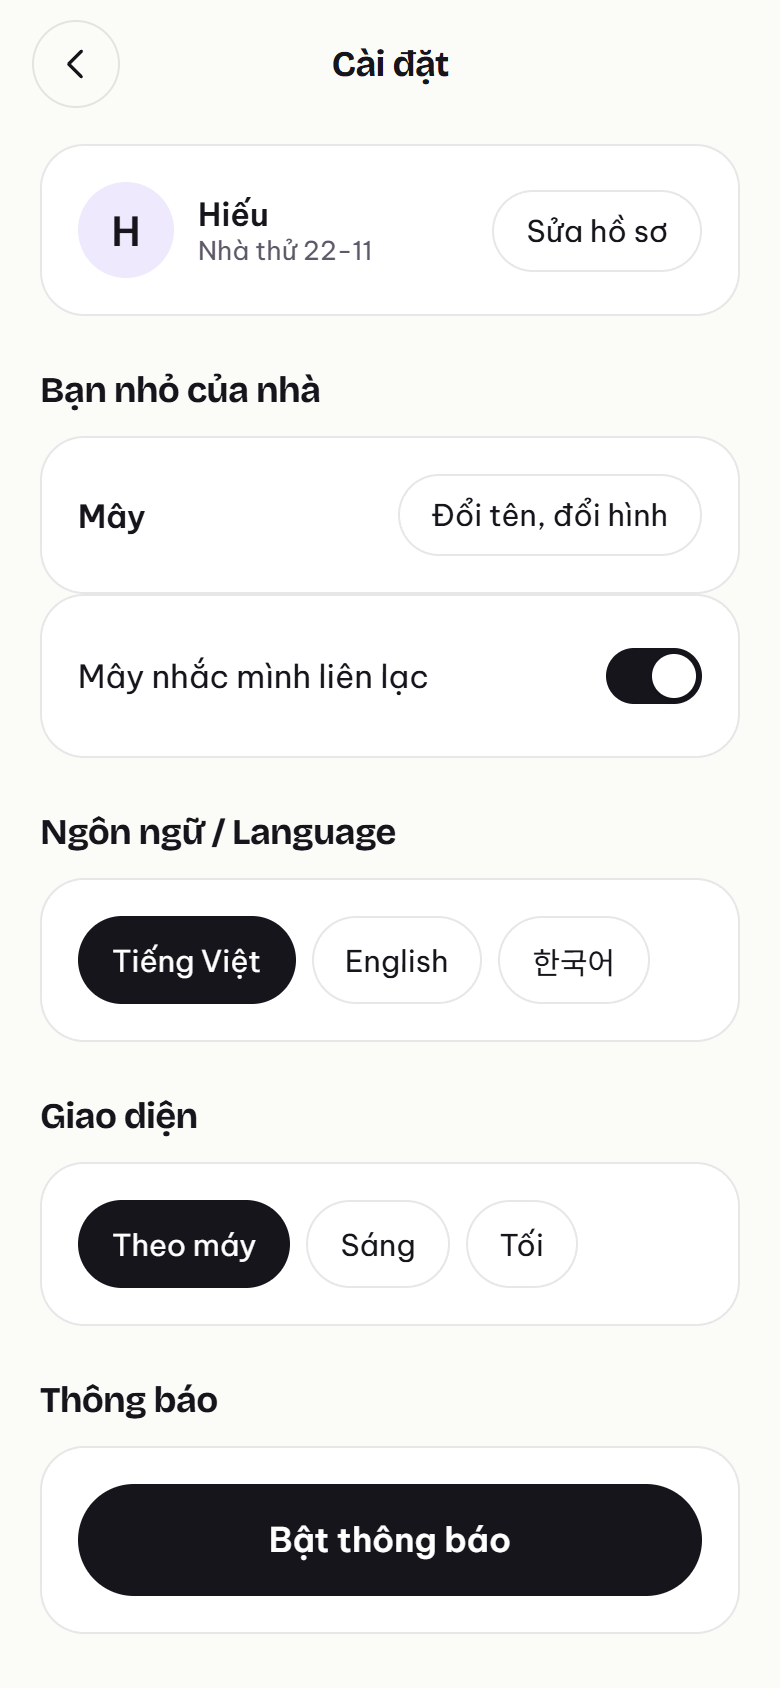 Cài đặt
H
Hiếu
Nhà thử 22-11
Sửa hồ sơ
Bạn nhỏ của nhà
Mây
Đổi tên, đổi hình
Mây nhắc mình liên lạc
Ngôn ngữ / Language
Tiếng Việt
English
한국어
Giao diện
Theo máy
Sáng
Tối
Thông báo
Bật thông báo